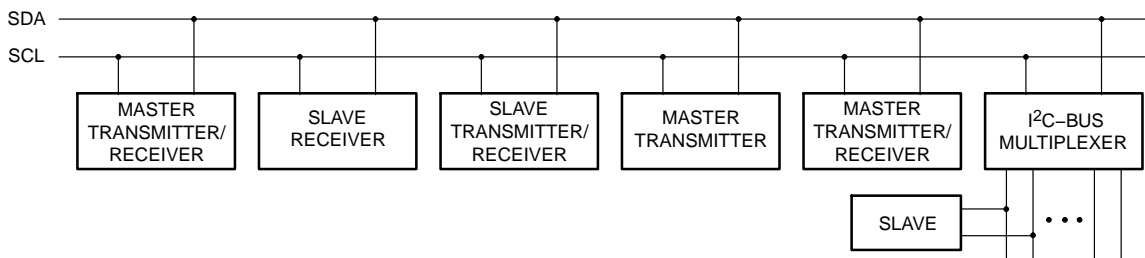 SDA
SCL
MASTER
TRANSMITTER/
RECEIVER
SLAVE
RECEIVER
SLAVE
TRANSMITTER/
RECEIVER
MASTER
TRANSMITTER
MASTER
TRANSMITTER/
RECEIVER
I²C−BUS
MULTIPLEXER
SLAVE